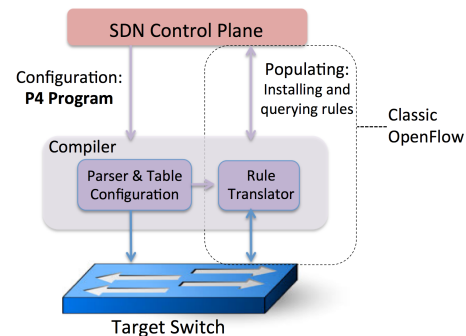 SDN Control Plane
Configuration:
P4 Program
Populating:
Installing and
querying rules
Classic
OpenFlow
Compiler
Parser & Table
Configuration
Rule
Translator
Target Switch